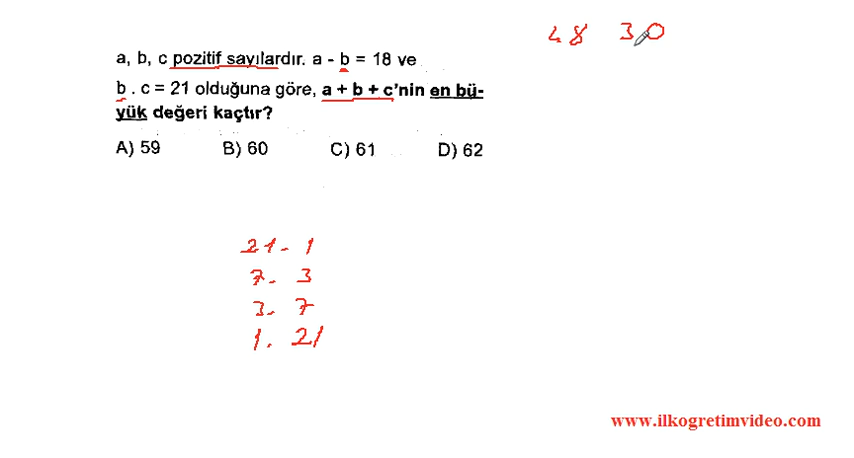 48 30
a, b, c pozitif sayılardır. a - b = 18 ve
b . c = 21 olduğuna göre, a + b + c'nin en bü-
yük değeri kaçtır?
A) 59 B) 60 C) 61 D) 62
21 . 1
7 . 3
3 . 7
1 . 21
www.ilkogretimvideo.com